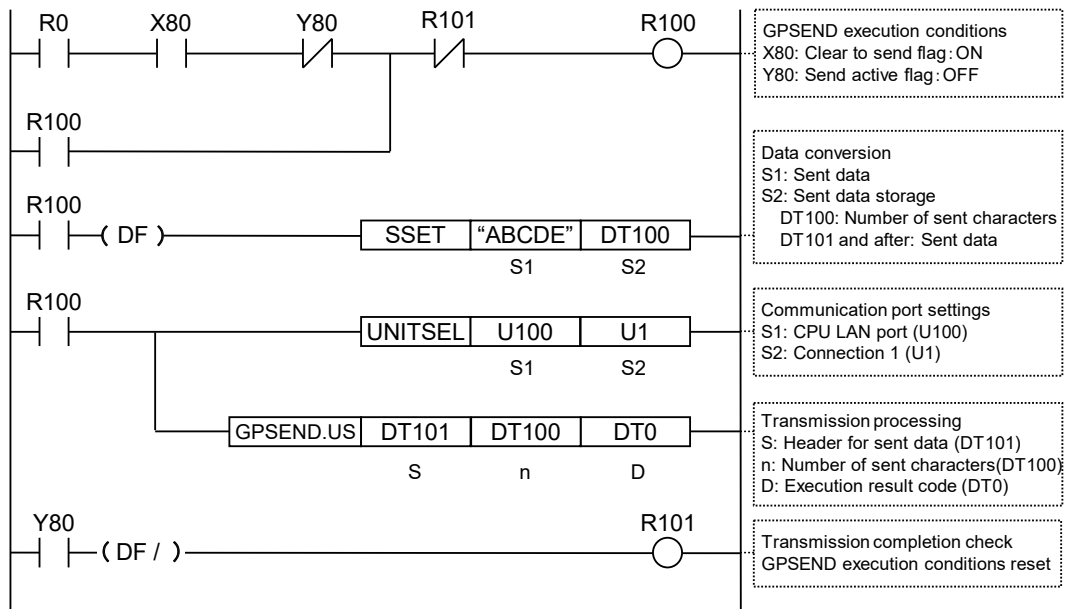 R0 X80 Y80 R101 R100
GPSEND execution conditions
X80: Clear to send flag:ON
Y80: Send active flag:OFF
R100
Data conversion
S1: Sent data
S2: Sent data storage
DT100: Number of sent characters
DT101 and after: Sent data
R100
( DF ) SSET “ABCDE” DT100
S1 S2
R100
Communication port settings
S1: CPU LAN port (U100)
S2: Connection 1 (U1)
UNITSEL U100 U1
S1 S2
Transmission processing
S: Header for sent data (DT101)
n: Number of sent characters(DT100)
D: Execution result code (DT0)
GPSEND.US DT101 DT100 DT0
S n D
Y80 R101
( DF / )
Transmission completion check
GPSEND execution conditions reset